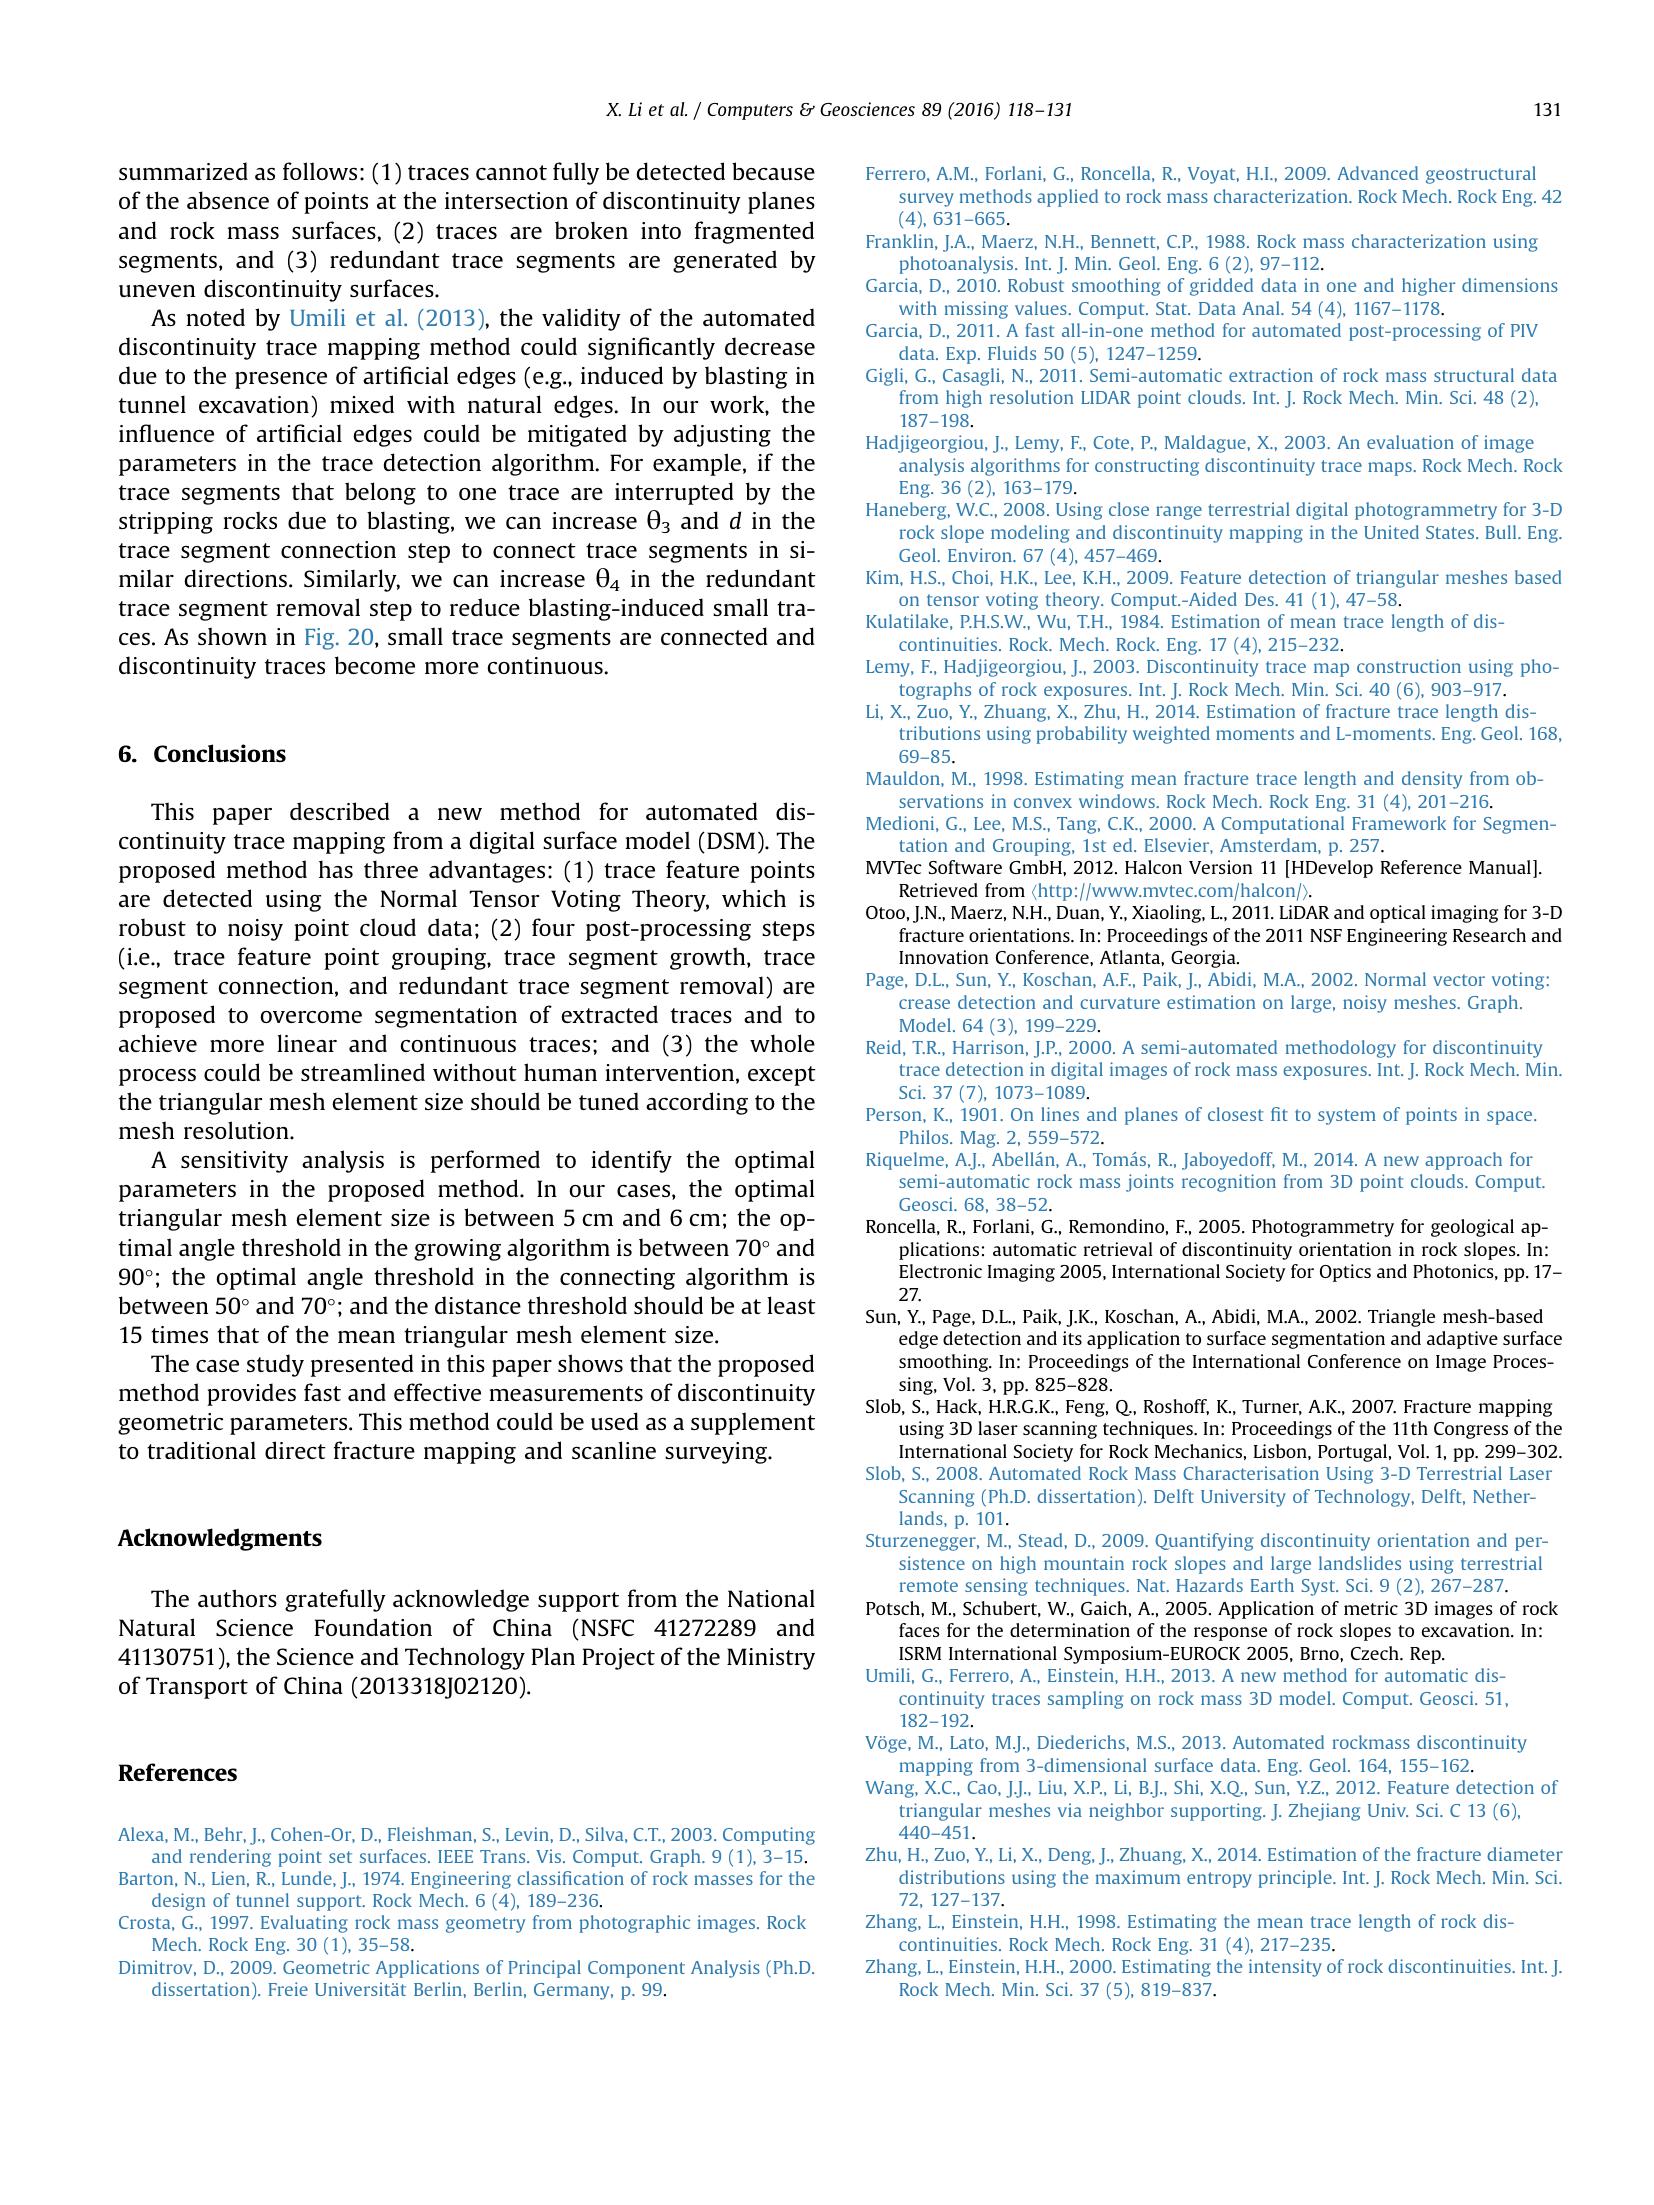 X. Li et al. / Computers & Geosciences 89 (2016) 118–131
131
summarized as follows: (1) traces cannot fully be detected because
of the absence of points at the intersection of discontinuity planes
and rock mass surfaces, (2) traces are broken into fragmented
segments, and (3) redundant trace segments are generated by
uneven discontinuity surfaces.
As noted by Umili et al. (2013), the validity of the automated
discontinuity trace mapping method could significantly decrease
due to the presence of artificial edges (e.g., induced by blasting in
tunnel excavation) mixed with natural edges. In our work, the
influence of artificial edges could be mitigated by adjusting the
parameters in the trace detection algorithm. For example, if the
trace segments that belong to one trace are interrupted by the
stripping rocks due to blasting, we can increase θ3 and d in the
trace segment connection step to connect trace segments in si-
milar directions. Similarly, we can increase θ4 in the redundant
trace segment removal step to reduce blasting-induced small tra-
ces. As shown in Fig. 20, small trace segments are connected and
discontinuity traces become more continuous.
6. Conclusions
This paper described a new method for automated dis-
continuity trace mapping from a digital surface model (DSM). The
proposed method has three advantages: (1) trace feature points
are detected using the Normal Tensor Voting Theory, which is
robust to noisy point cloud data; (2) four post-processing steps
(i.e., trace feature point grouping, trace segment growth, trace
segment connection, and redundant trace segment removal) are
proposed to overcome segmentation of extracted traces and to
achieve more linear and continuous traces; and (3) the whole
process could be streamlined without human intervention, except
the triangular mesh element size should be tuned according to the
mesh resolution.
A sensitivity analysis is performed to identify the optimal
parameters in the proposed method. In our cases, the optimal
triangular mesh element size is between 5 cm and 6 cm; the op-
timal angle threshold in the growing algorithm is between 70° and
90°; the optimal angle threshold in the connecting algorithm is
between 50° and 70°; and the distance threshold should be at least
15 times that of the mean triangular mesh element size.
The case study presented in this paper shows that the proposed
method provides fast and effective measurements of discontinuity
geometric parameters. This method could be used as a supplement
to traditional direct fracture mapping and scanline surveying.
Acknowledgments
The authors gratefully acknowledge support from the National
Natural Science Foundation of China (NSFC 41272289 and
41130751), the Science and Technology Plan Project of the Ministry
of Transport of China (2013318J02120).
References
Alexa, M., Behr, J., Cohen-Or, D., Fleishman, S., Levin, D., Silva, C.T., 2003. Computing
and rendering point set surfaces. IEEE Trans. Vis. Comput. Graph. 9 (1), 3–15.
Barton, N., Lien, R., Lunde, J., 1974. Engineering classification of rock masses for the
design of tunnel support. Rock Mech. 6 (4), 189–236.
Crosta, G., 1997. Evaluating rock mass geometry from photographic images. Rock
Mech. Rock Eng. 30 (1), 35–58.
Dimitrov, D., 2009. Geometric Applications of Principal Component Analysis (Ph.D.
dissertation). Freie Universität Berlin, Berlin, Germany, p. 99.
Ferrero, A.M., Forlani, G., Roncella, R., Voyat, H.I., 2009. Advanced geostructural
survey methods applied to rock mass characterization. Rock Mech. Rock Eng. 42
(4), 631–665.
Franklin, J.A., Maerz, N.H., Bennett, C.P., 1988. Rock mass characterization using
photoanalysis. Int. J. Min. Geol. Eng. 6 (2), 97–112.
Garcia, D., 2010. Robust smoothing of gridded data in one and higher dimensions
with missing values. Comput. Stat. Data Anal. 54 (4), 1167–1178.
Garcia, D., 2011. A fast all-in-one method for automated post-processing of PIV
data. Exp. Fluids 50 (5), 1247–1259.
Gigli, G., Casagli, N., 2011. Semi-automatic extraction of rock mass structural data
from high resolution LIDAR point clouds. Int. J. Rock Mech. Min. Sci. 48 (2),
187–198.
Hadjigeorgiou, J., Lemy, F., Cote, P., Maldague, X., 2003. An evaluation of image
analysis algorithms for constructing discontinuity trace maps. Rock Mech. Rock
Eng. 36 (2), 163–179.
Haneberg, W.C., 2008. Using close range terrestrial digital photogrammetry for 3-D
rock slope modeling and discontinuity mapping in the United States. Bull. Eng.
Geol. Environ. 67 (4), 457–469.
Kim, H.S., Choi, H.K., Lee, K.H., 2009. Feature detection of triangular meshes based
on tensor voting theory. Comput.-Aided Des. 41 (1), 47–58.
Kulatilake, P.H.S.W., Wu, T.H., 1984. Estimation of mean trace length of dis-
continuities. Rock. Mech. Rock. Eng. 17 (4), 215–232.
Lemy, F., Hadjigeorgiou, J., 2003. Discontinuity trace map construction using pho-
tographs of rock exposures. Int. J. Rock Mech. Min. Sci. 40 (6), 903–917.
Li, X., Zuo, Y., Zhuang, X., Zhu, H., 2014. Estimation of fracture trace length dis-
tributions using probability weighted moments and L-moments. Eng. Geol. 168,
69–85.
Mauldon, M., 1998. Estimating mean fracture trace length and density from ob-
servations in convex windows. Rock Mech. Rock Eng. 31 (4), 201–216.
Medioni, G., Lee, M.S., Tang, C.K., 2000. A Computational Framework for Segmen-
tation and Grouping, 1st ed. Elsevier, Amsterdam, p. 257.
MVTec Software GmbH, 2012. Halcon Version 11 [HDevelop Reference Manual].
Retrieved from 〈http://www.mvtec.com/halcon/〉.
Otoo, J.N., Maerz, N.H., Duan, Y., Xiaoling, L., 2011. LiDAR and optical imaging for 3-D
fracture orientations. In: Proceedings of the 2011 NSF Engineering Research and
Innovation Conference, Atlanta, Georgia.
Page, D.L., Sun, Y., Koschan, A.F., Paik, J., Abidi, M.A., 2002. Normal vector voting:
crease detection and curvature estimation on large, noisy meshes. Graph.
Model. 64 (3), 199–229.
Reid, T.R., Harrison, J.P., 2000. A semi-automated methodology for discontinuity
trace detection in digital images of rock mass exposures. Int. J. Rock Mech. Min.
Sci. 37 (7), 1073–1089.
Person, K., 1901. On lines and planes of closest fit to system of points in space.
Philos. Mag. 2, 559–572.
Riquelme, A.J., Abellán, A., Tomás, R., Jaboyedoff, M., 2014. A new approach for
semi-automatic rock mass joints recognition from 3D point clouds. Comput.
Geosci. 68, 38–52.
Roncella, R., Forlani, G., Remondino, F., 2005. Photogrammetry for geological ap-
plications: automatic retrieval of discontinuity orientation in rock slopes. In:
Electronic Imaging 2005, International Society for Optics and Photonics, pp. 17–
27.
Sun, Y., Page, D.L., Paik, J.K., Koschan, A., Abidi, M.A., 2002. Triangle mesh-based
edge detection and its application to surface segmentation and adaptive surface
smoothing. In: Proceedings of the International Conference on Image Proces-
sing, Vol. 3, pp. 825–828.
Slob, S., Hack, H.R.G.K., Feng, Q., Roshoff, K., Turner, A.K., 2007. Fracture mapping
using 3D laser scanning techniques. In: Proceedings of the 11th Congress of the
International Society for Rock Mechanics, Lisbon, Portugal, Vol. 1, pp. 299–302.
Slob, S., 2008. Automated Rock Mass Characterisation Using 3-D Terrestrial Laser
Scanning (Ph.D. dissertation). Delft University of Technology, Delft, Nether-
lands, p. 101.
Sturzenegger, M., Stead, D., 2009. Quantifying discontinuity orientation and per-
sistence on high mountain rock slopes and large landslides using terrestrial
remote sensing techniques. Nat. Hazards Earth Syst. Sci. 9 (2), 267–287.
Potsch, M., Schubert, W., Gaich, A., 2005. Application of metric 3D images of rock
faces for the determination of the response of rock slopes to excavation. In:
ISRM International Symposium-EUROCK 2005, Brno, Czech. Rep.
Umili, G., Ferrero, A., Einstein, H.H., 2013. A new method for automatic dis-
continuity traces sampling on rock mass 3D model. Comput. Geosci. 51,
182–192.
Vöge, M., Lato, M.J., Diederichs, M.S., 2013. Automated rockmass discontinuity
mapping from 3-dimensional surface data. Eng. Geol. 164, 155–162.
Wang, X.C., Cao, J.J., Liu, X.P., Li, B.J., Shi, X.Q., Sun, Y.Z., 2012. Feature detection of
triangular meshes via neighbor supporting. J. Zhejiang Univ. Sci. C 13 (6),
440–451.
Zhu, H., Zuo, Y., Li, X., Deng, J., Zhuang, X., 2014. Estimation of the fracture diameter
distributions using the maximum entropy principle. Int. J. Rock Mech. Min. Sci.
72, 127–137.
Zhang, L., Einstein, H.H., 1998. Estimating the mean trace length of rock dis-
continuities. Rock Mech. Rock Eng. 31 (4), 217–235.
Zhang, L., Einstein, H.H., 2000. Estimating the intensity of rock discontinuities. Int. J.
Rock Mech. Min. Sci. 37 (5), 819–837.